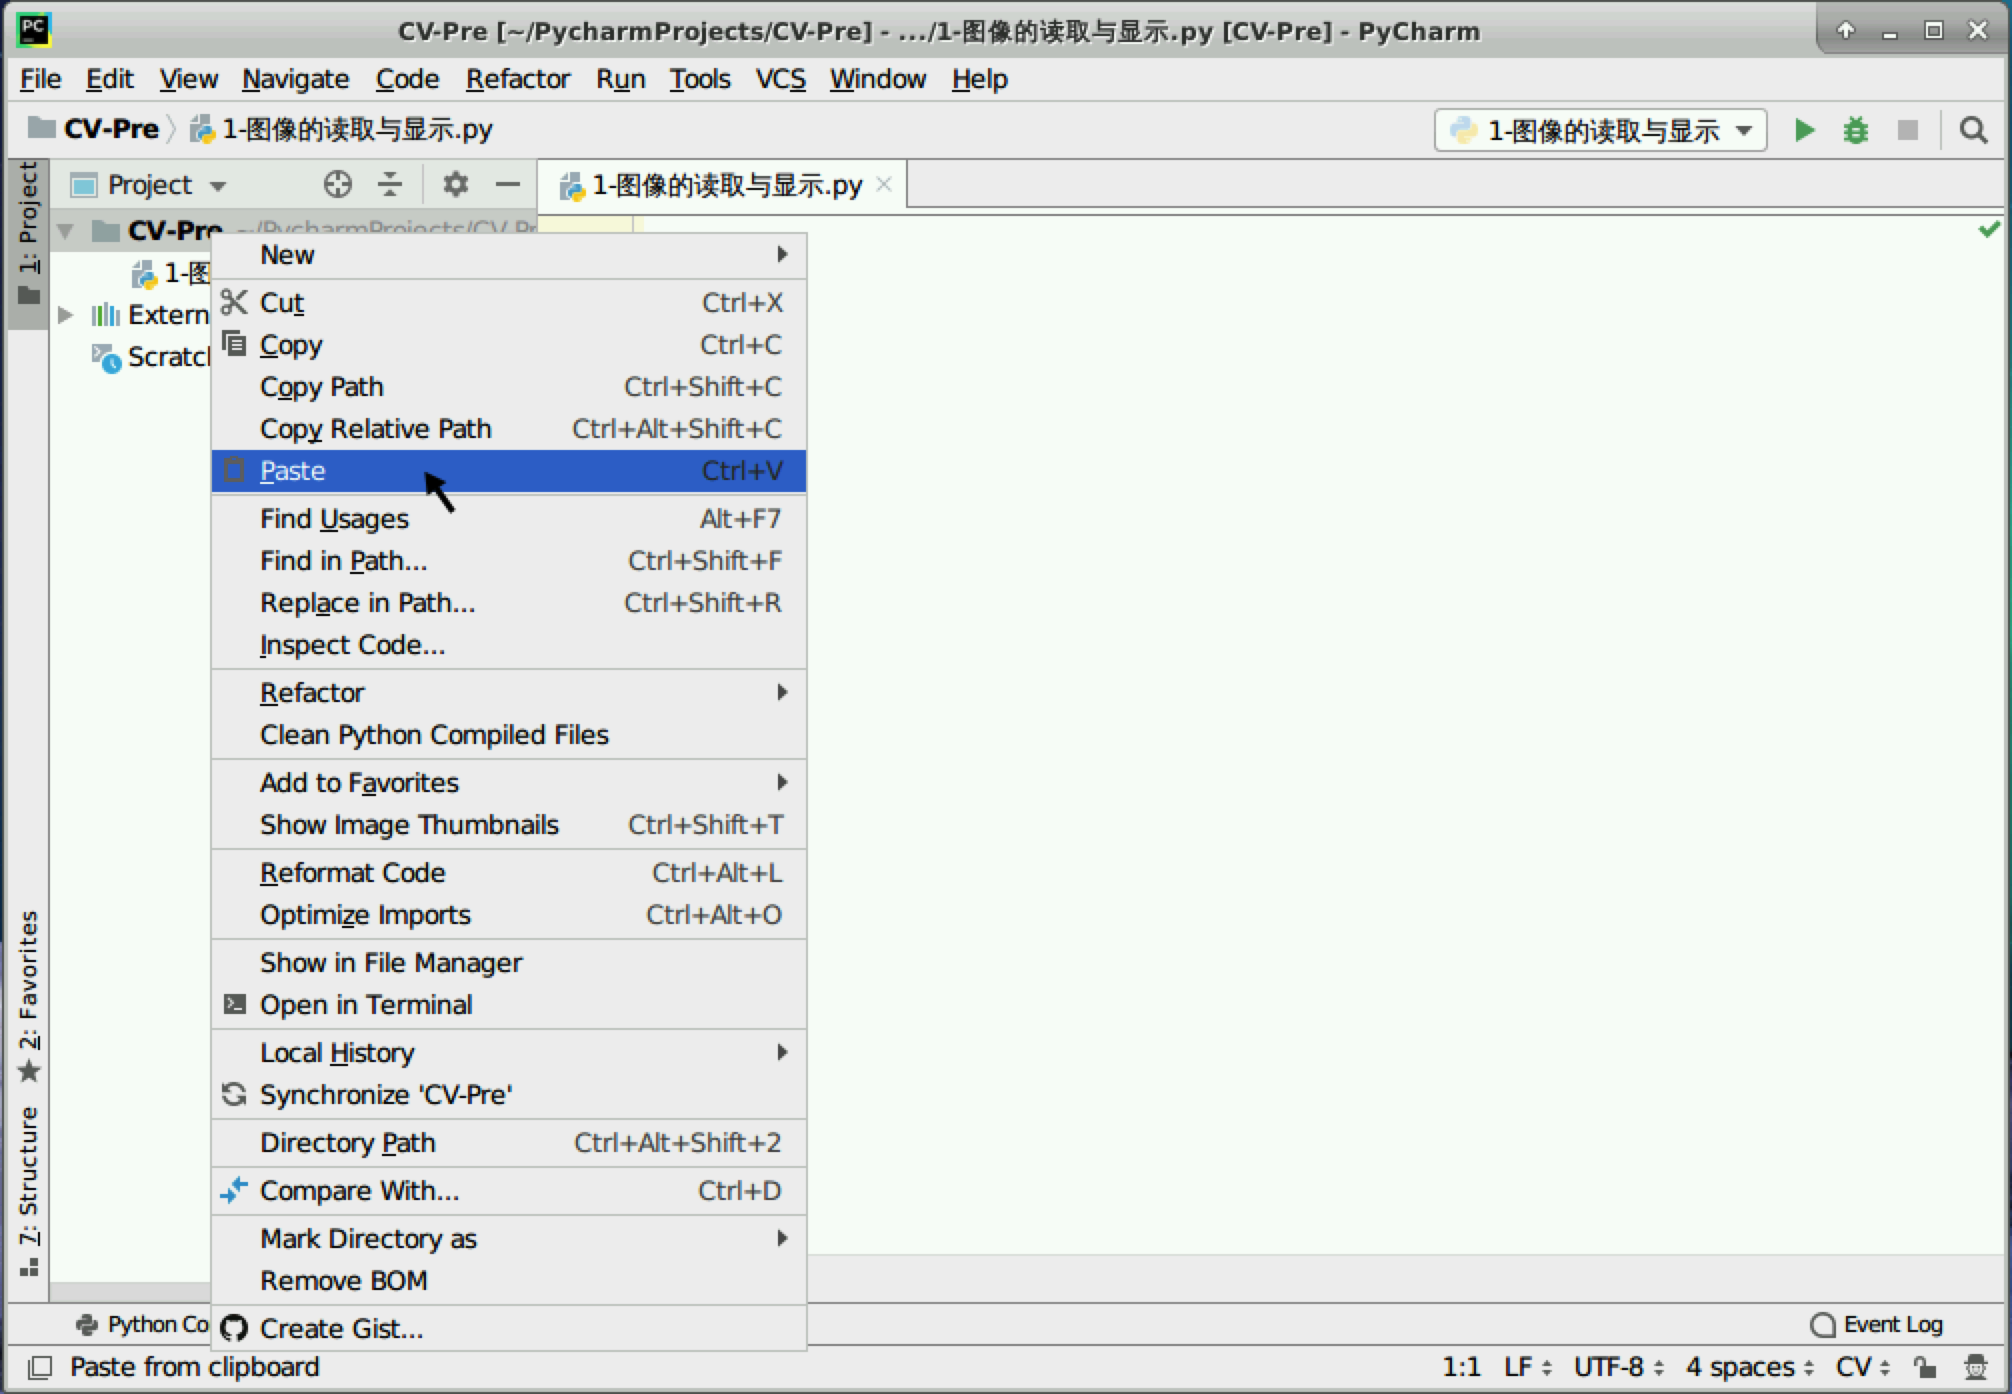 PC
CV-Pre [~/PycharmProjects/CV-Pre] - .../1-图像的读取与显示.py [CV-Pre] - PyCharm
File Edit View Navigate Code Refactor Run Tools VCS Window Help
CV-Pre 1-图像的读取与显示.py 1-图像的读取与显示
1: Project
Project 1-图像的读取与显示.py
CV-Pre ~/PycharmProjects/CV-Pr
1-图
Extern
Scratc
New
Cut Ctrl+X
Copy Ctrl+C
Copy Path Ctrl+Shift+C
Copy Relative Path Ctrl+Alt+Shift+C
Paste Ctrl+V
Find Usages Alt+F7
Find in Path... Ctrl+Shift+F
Replace in Path... Ctrl+Shift+R
Inspect Code...
Refactor
Clean Python Compiled Files
Add to Favorites
Show Image Thumbnails Ctrl+Shift+T
Reformat Code Ctrl+Alt+L
Optimize Imports Ctrl+Alt+O
Show in File Manager
Open in Terminal
Local History
Synchronize 'CV-Pre'
Directory Path Ctrl+Alt+Shift+2
Compare With... Ctrl+D
Mark Directory as
Remove BOM
Create Gist...
2: Favorites
7: Structure
Python Co
Event Log
Paste from clipboard 1:1 LF UTF-8 4 spaces CV